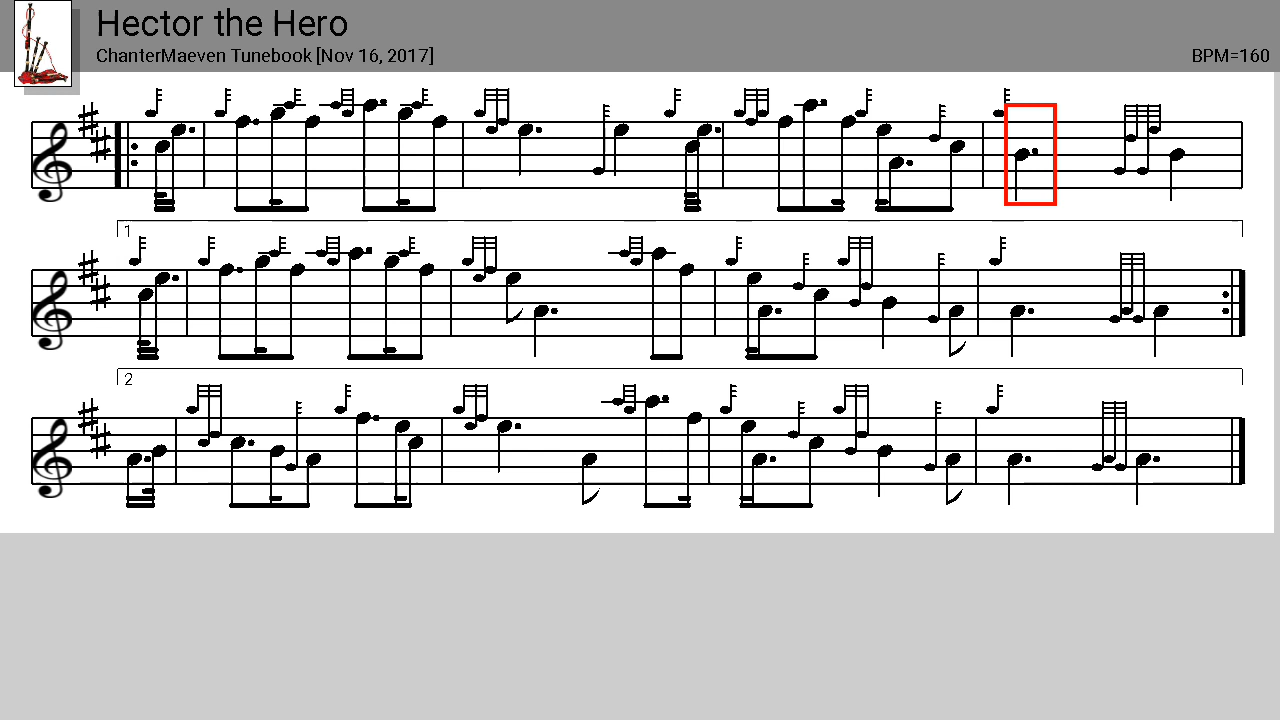 Hector the Hero
ChanterMaeven Tunebook [Nov 16, 2017]
BPM=160
1
2